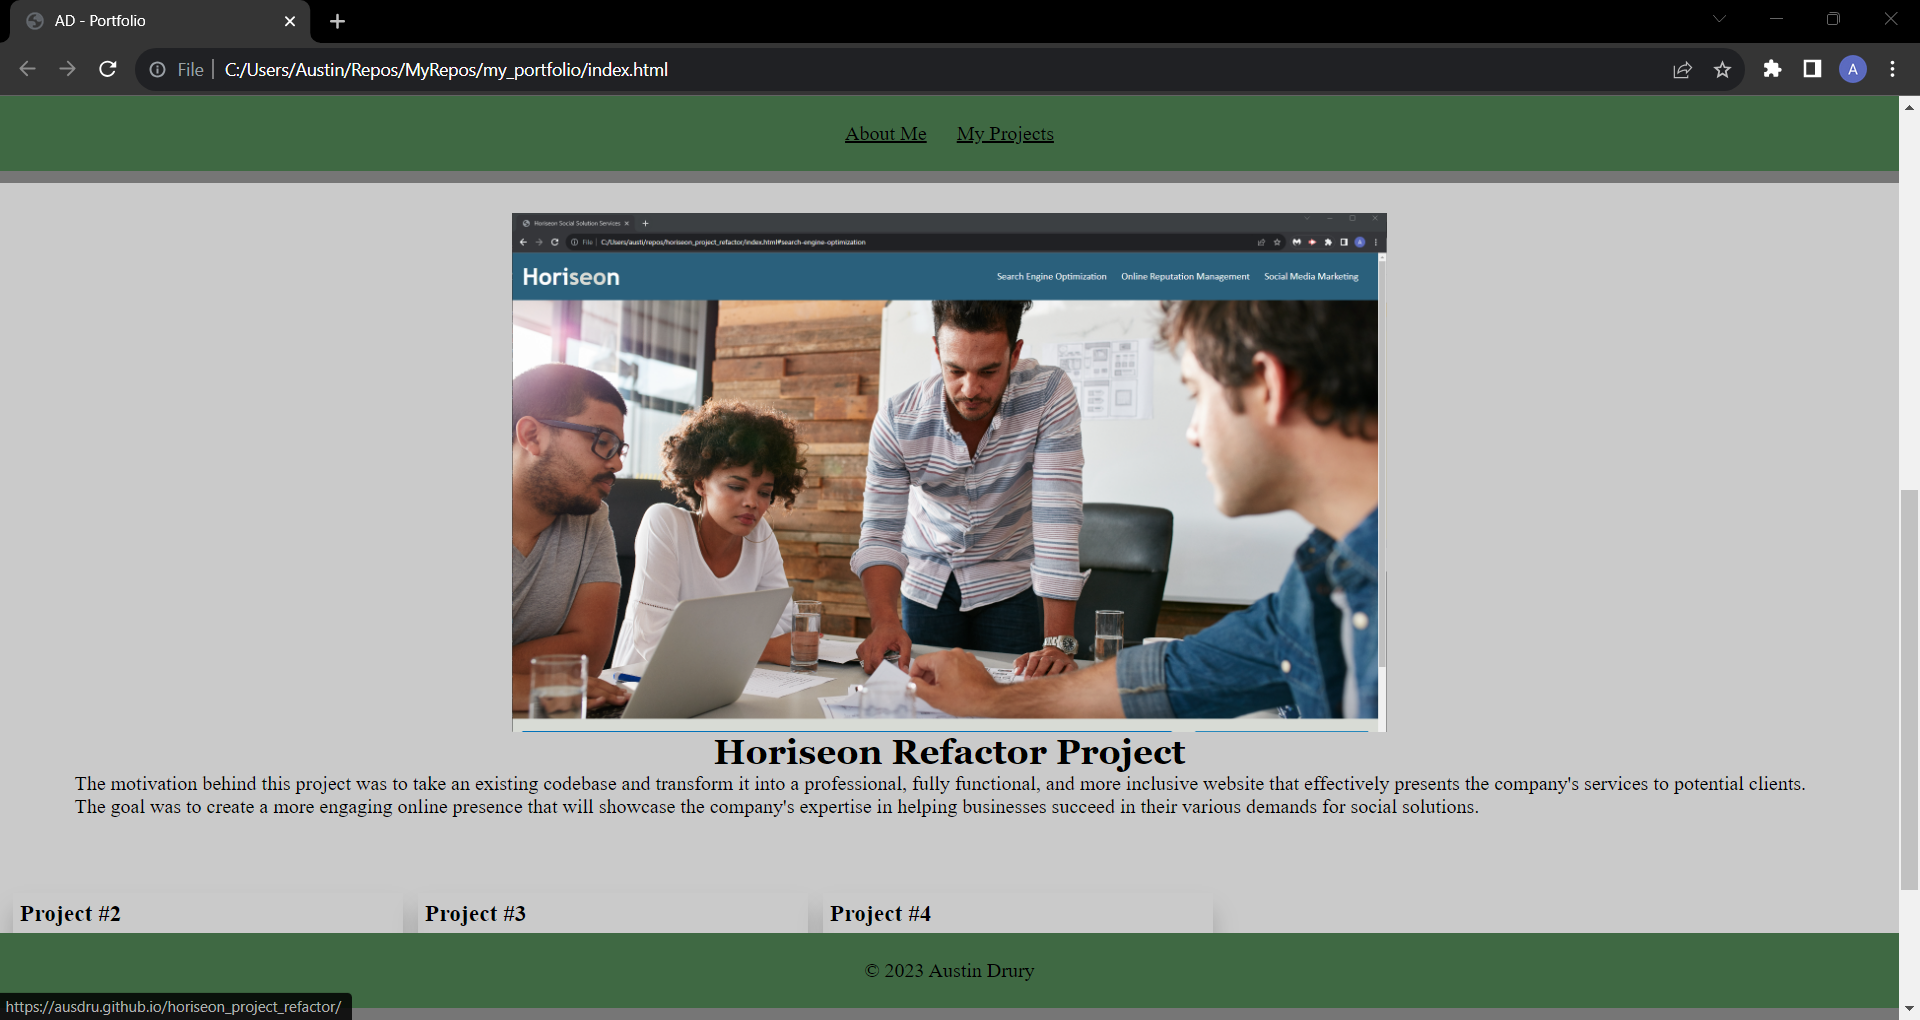 AD - Portfolio
File
C:/Users/Austin/Repos/MyRepos/my_portfolio/index.html
A
About Me My Projects
Horiseon Social Solution Services
File C:/Users/austi/repos/horiseon_project_refactor/index.html#search-engine-optimization
Horiseon
Search Engine Optimization Online Reputation Management Social Media Marketing
Horiseon Refactor Project
The motivation behind this project was to take an existing codebase and transform it into a professional, fully functional, and more inclusive website that effectively presents the company's services to potential clients.
The goal was to create a more engaging online presence that will showcase the company's expertise in helping businesses succeed in their various demands for social solutions.
Project #2 Project #3 Project #4
© 2023 Austin Drury
https://ausdru.github.io/horiseon_project_refactor/